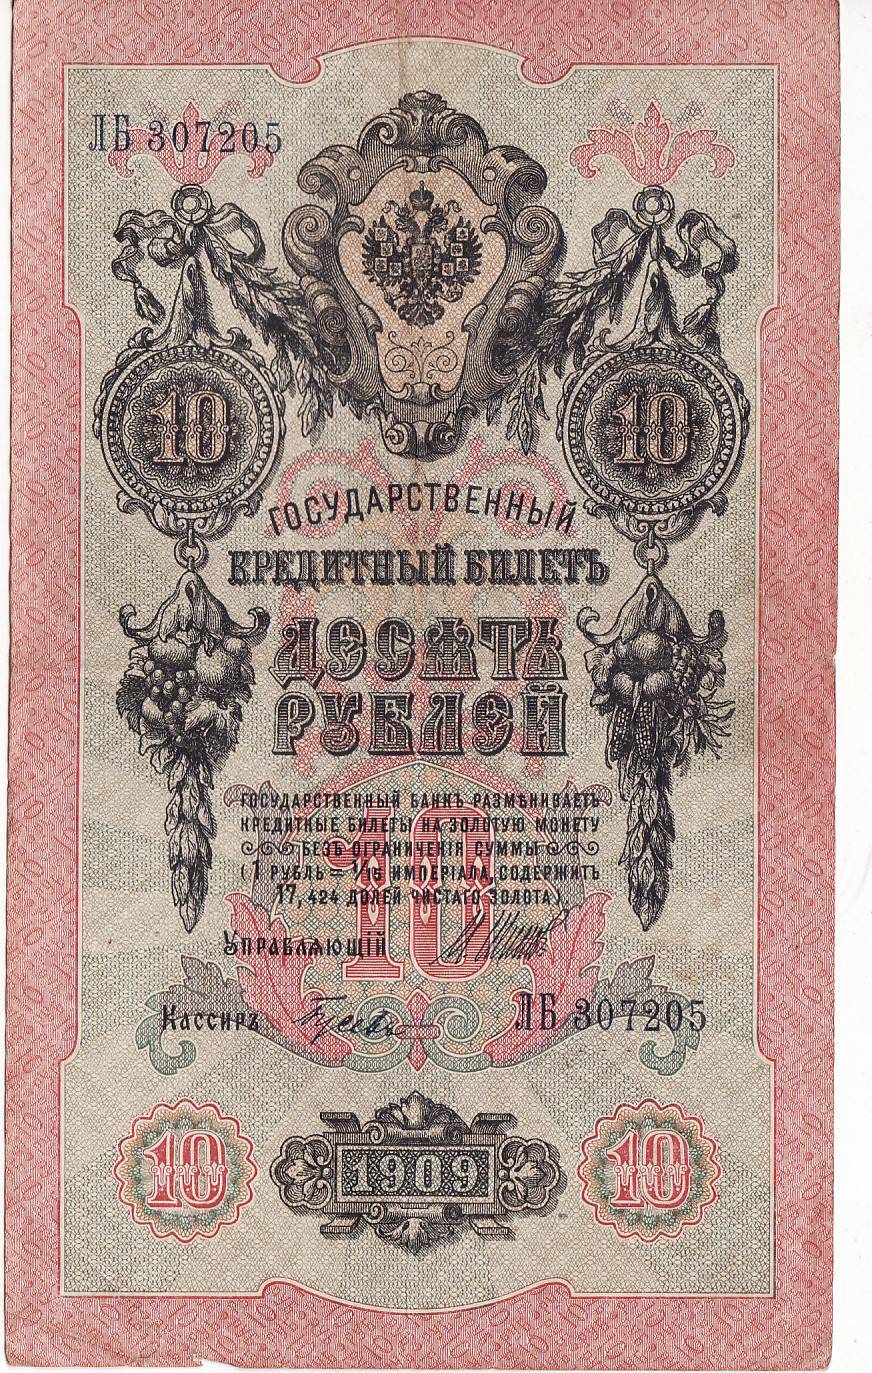 ЛБ 307205
10 10
ГОСУДАРСТВЕННЫЙ
КРЕДИТНЫЙ БИЛЕТЪ
ДЕСЯТЬ
РУБЛЕЙ
ГОСУДАРСТВЕННЫЙ БАНКЪ РАЗМѢНИВАЕТЪ
КРЕДИТНЫЕ БИЛЕТЫ НА ЗОЛОТУЮ МОНЕТУ
БЕЗЪ ОГРАНИЧЕНІЯ СУММЫ
(1 РУБЛЬ = 1/15 ИМПЕРІАЛА, СОДЕРЖИТЪ
17,424 ДОЛЕЙ ЧИСТАГО ЗОЛОТА).
10
УПРАВЛЯЮЩІЙ
КАССИРЪ
ЛБ 307205
10 1909 10